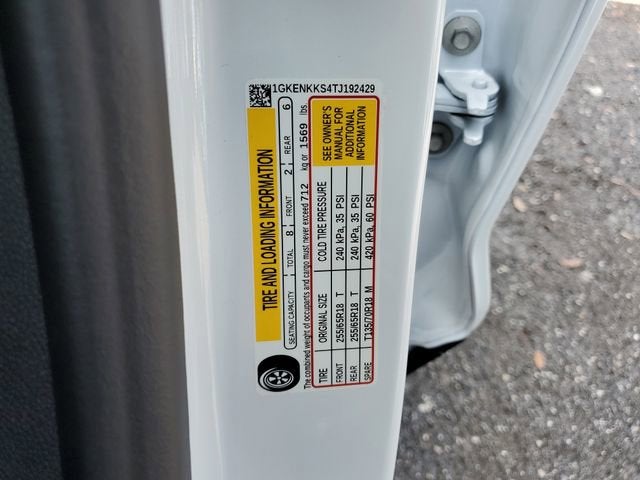 1GKENKKS4TJ192429
TIRE AND LOADING INFORMATION
SEATING CAPACITY TOTAL 8 FRONT 2 REAR 6
The combined weight of occupants and cargo must never exceed 712 kg or 1569 lbs.
TIRE ORIGINAL SIZE COLD TIRE PRESSURE
FRONT 255/65R18 T 240 kPa, 35 PSI
REAR 255/65R18 T 240 kPa, 35 PSI
SPARE T135/70R18 M 420 kPa, 60 PSI
SEE OWNER'S
MANUAL FOR
ADDITIONAL
INFORMATION